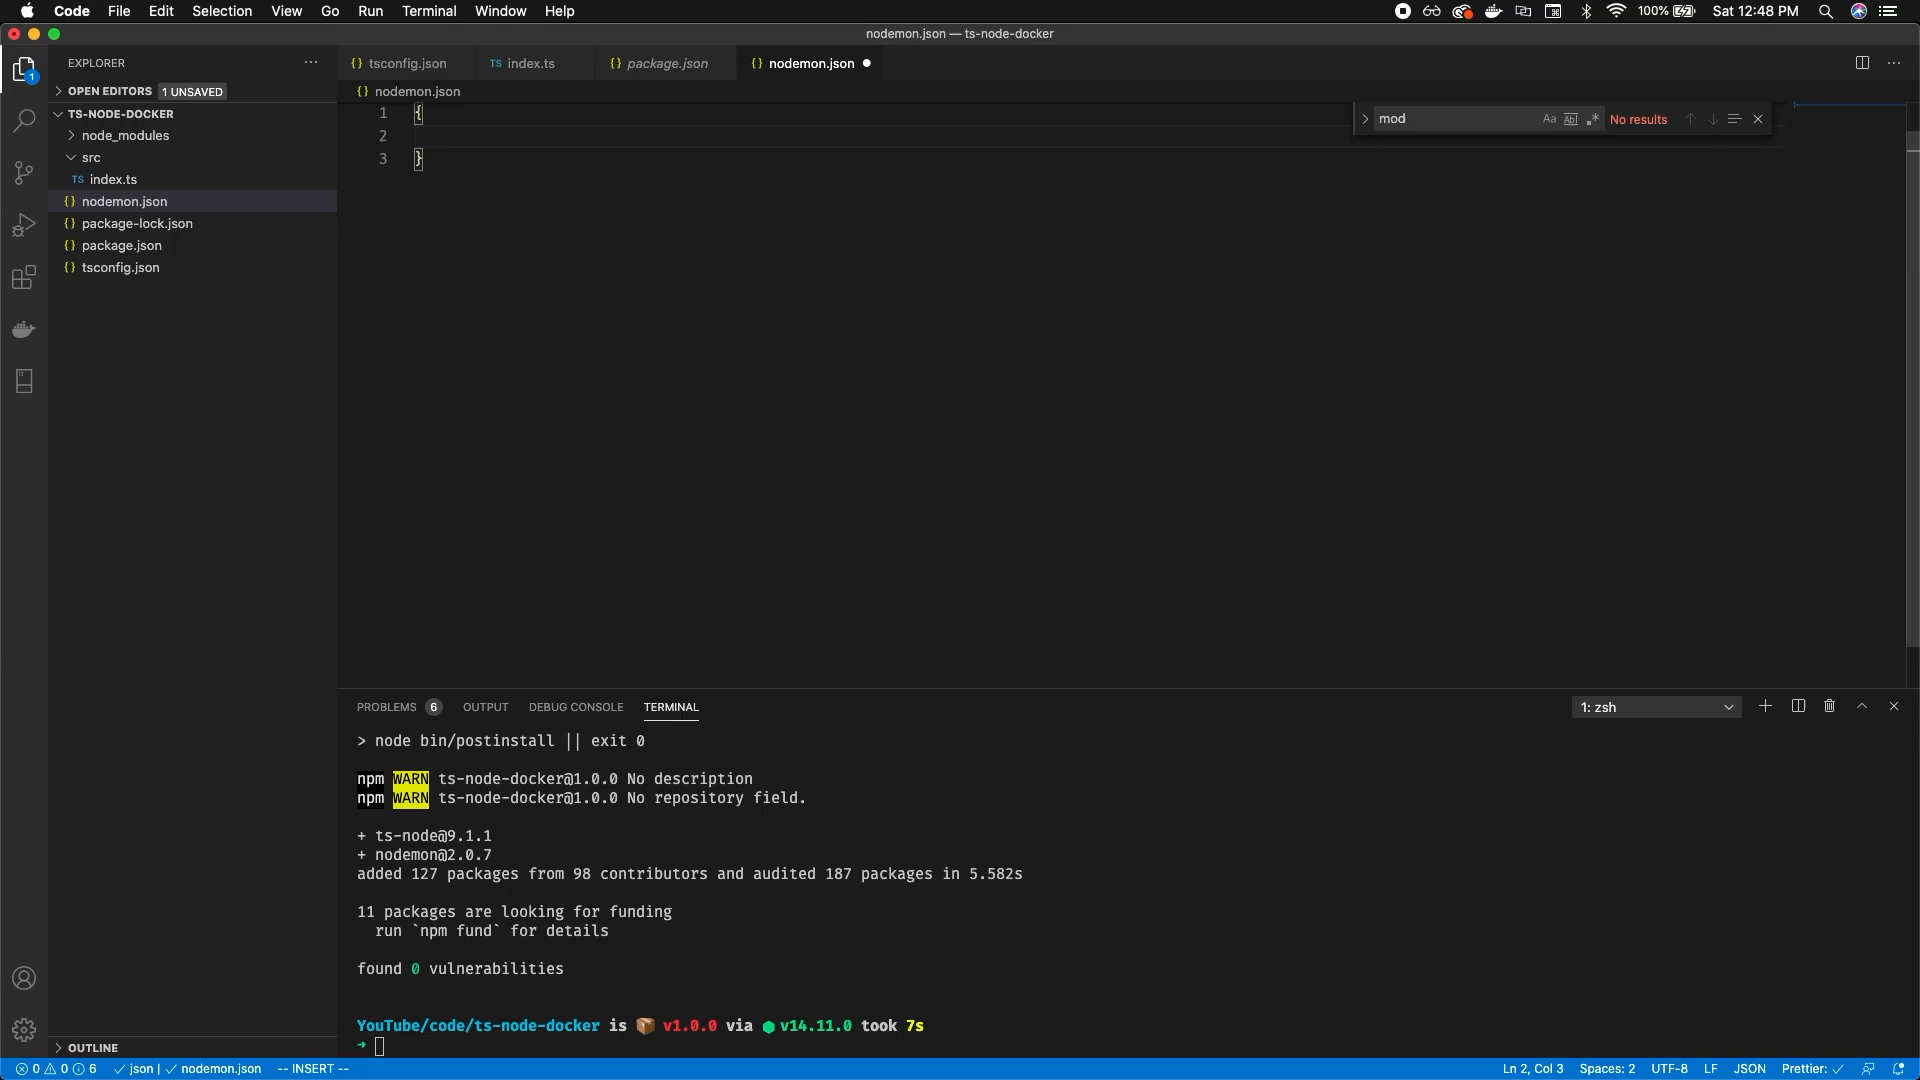 Code File Edit Selection View Go Run Terminal Window Help 100% Sat 12:48 PM
nodemon.json — ts-node-docker
EXPLORER
1
{} tsconfig.json TS index.ts {} package.json {} nodemon.json
OPEN EDITORS 1 UNSAVED
{} nodemon.json
TS-NODE-DOCKER
node_modules
src
TS index.ts
{} nodemon.json
{} package-lock.json
{} package.json
{} tsconfig.json
1 {
2
3 }
mod Aa Abl .* No results
PROBLEMS 6 OUTPUT DEBUG CONSOLE TERMINAL 1: zsh
> node bin/postinstall || exit 0
npm WARN ts-node-docker@1.0.0 No description
npm WARN ts-node-docker@1.0.0 No repository field.
+ ts-node@9.1.1
+ nodemon@2.0.7
added 127 packages from 98 contributors and audited 187 packages in 5.582s
11 packages are looking for funding
run `npm fund` for details
found 0 vulnerabilities
YouTube/code/ts-node-docker is 📦 v1.0.0 via ⬢ v14.11.0 took 7s
➜
OUTLINE
0 0 6 ✓ json | ✓ nodemon.json -- INSERT -- Ln 2, Col 3 Spaces: 2 UTF-8 LF JSON Prettier: ✓